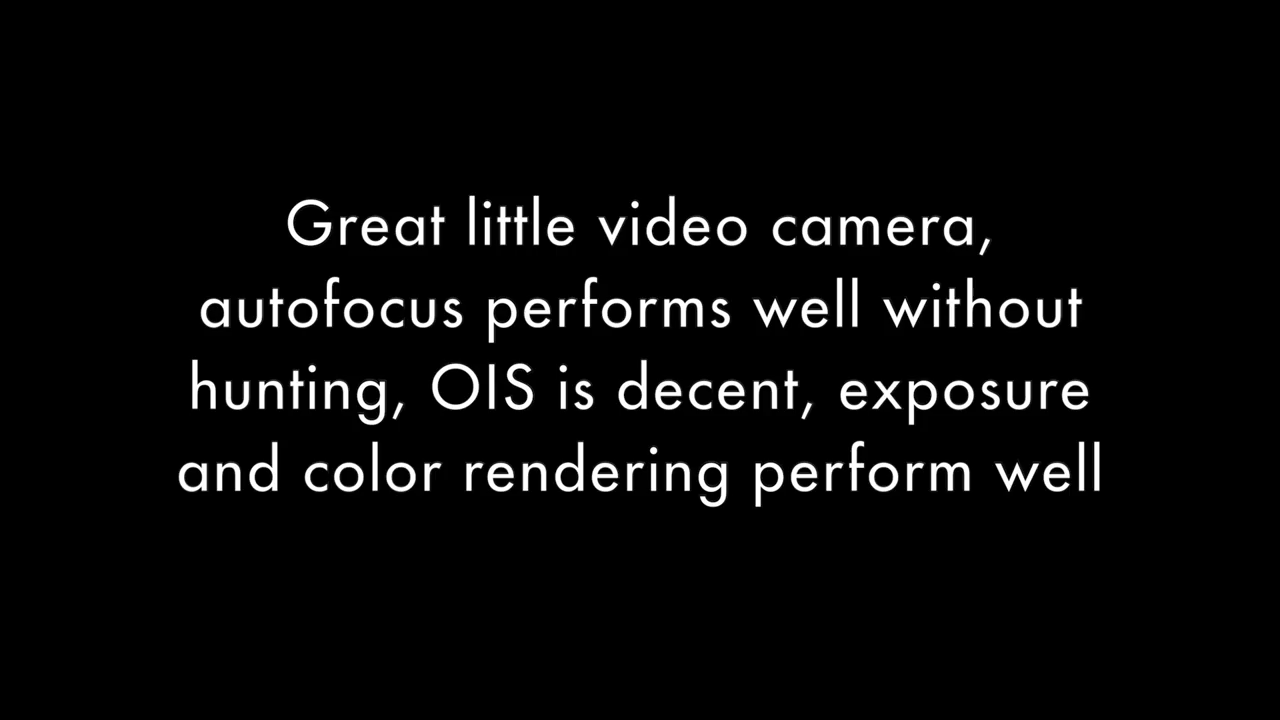 Great little video camera,
autofocus performs well without
hunting, OIS is decent, exposure
and color rendering perform well